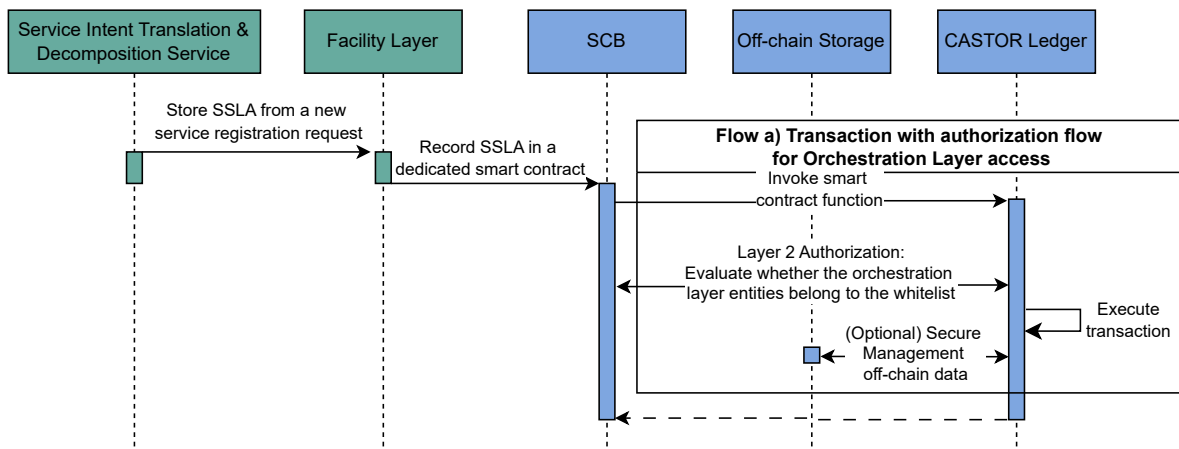 Service Intent Translation &
Decomposition Service
Facility Layer
SCB
Off-chain Storage
CASTOR Ledger
Store SSLA from a new
service registration request
Record SSLA in a
dedicated smart contract
Flow a) Transaction with authorization flow
for Orchestration Layer access
Invoke smart
contract function
Layer 2 Authorization:
Evaluate whether the orchestration
layer entities belong to the whitelist
Execute
transaction
(Optional) Secure
Management
off-chain data